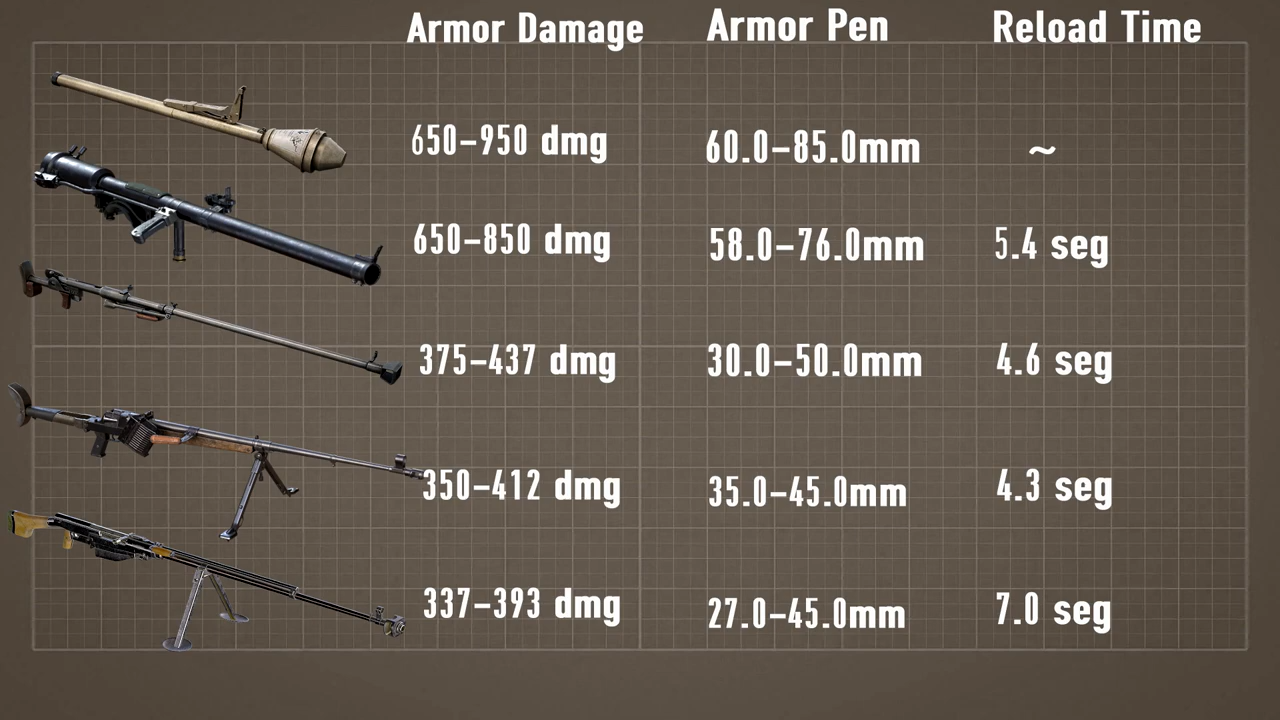 Armor Damage Armor Pen Reload Time
650-950 dmg 60.0-85.0mm ~
650-850 dmg 58.0-76.0mm 5.4 seg
375-437 dmg 30.0-50.0mm 4.6 seg
350-412 dmg 35.0-45.0mm 4.3 seg
337-393 dmg 27.0-45.0mm 7.0 seg